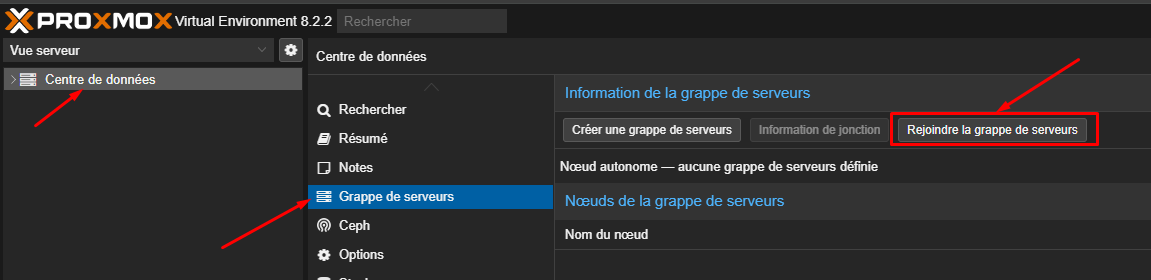 PROXMOX Virtual Environment 8.2.2 Rechercher
Vue serveur
Centre de données
Centre de données
Rechercher
Résumé
Notes
Grappe de serveurs
Ceph
Options
Information de la grappe de serveurs
Créer une grappe de serveurs Information de jonction Rejoindre la grappe de serveurs
Nœud autonome — aucune grappe de serveurs définie
Nœuds de la grappe de serveurs
Nom du nœud